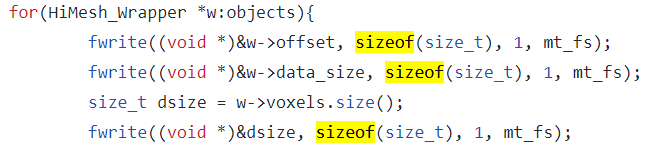 for(HiMesh_Wrapper *w:objects){
fwrite((void *)&w->offset, sizeof(size_t), 1, mt_fs);
fwrite((void *)&w->data_size, sizeof(size_t), 1, mt_fs);
size_t dsize = w->voxels.size();
fwrite((void *)&dsize, sizeof(size_t), 1, mt_fs);